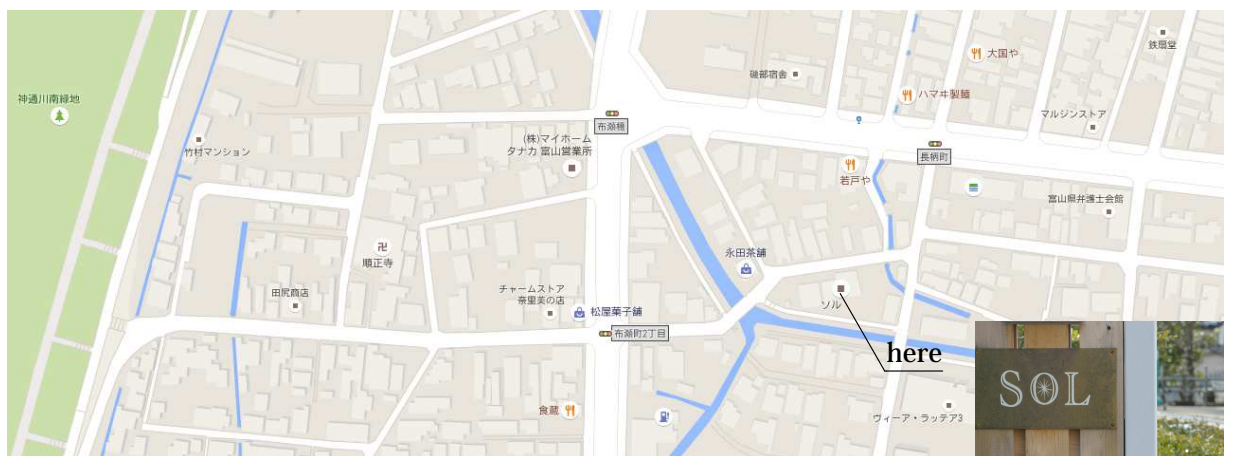 大国や
鉄扇堂
磯部宿舎
ハマヰ製麺
神通川南緑地
マルジンストア
布瀬橋
(株)マイホーム
タナカ 富山営業所
竹村マンション
長柄町
若戸や
富山県弁護士会館
順正寺
永田茶舗
チャームストア
奈里美の店
田尻商店
ソル
松屋菓子舗
布瀬町2丁目
here
SOL
食蔵
ヴィーア・ラッテア3